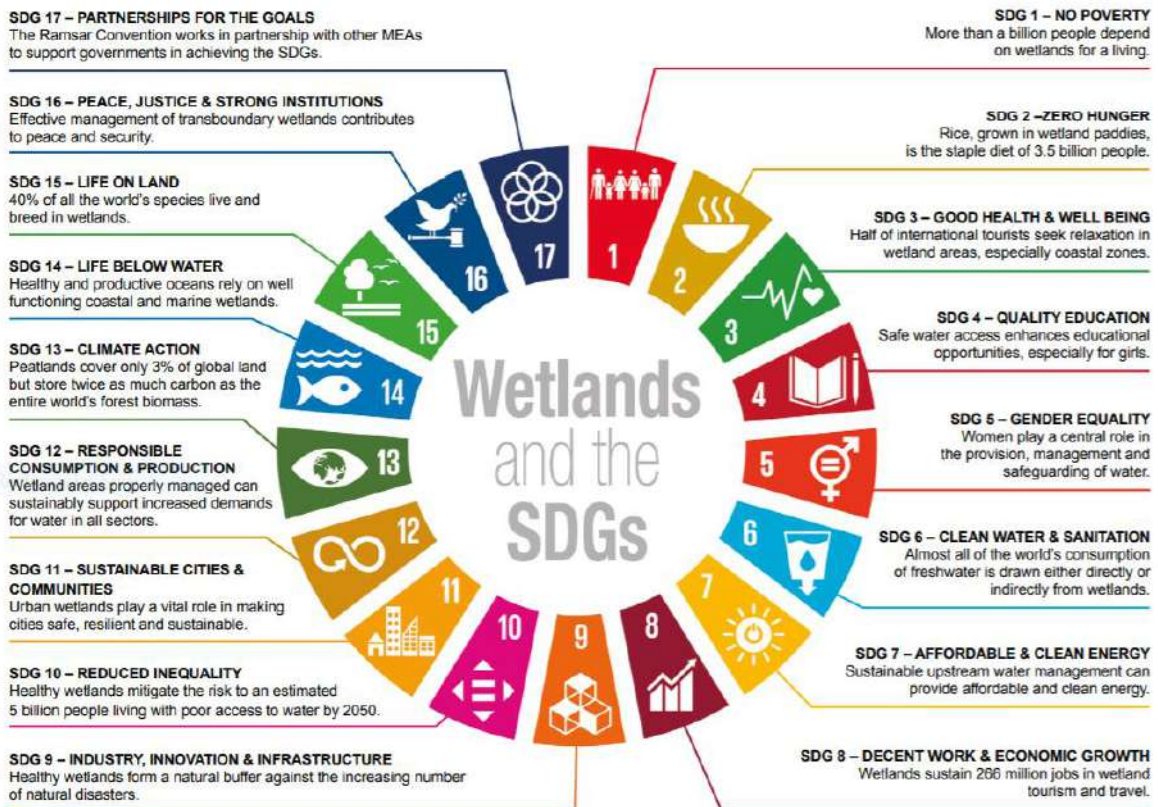 SDG 17 – PARTNERSHIPS FOR THE GOALS
The Ramsar Convention works in partnership with other MEAs
to support governments in achieving the SDGs.
SDG 16 – PEACE, JUSTICE & STRONG INSTITUTIONS
Effective management of transboundary wetlands contributes
to peace and security.
SDG 15 – LIFE ON LAND
40% of all the world's species live and
breed in wetlands.
SDG 14 – LIFE BELOW WATER
Healthy and productive oceans rely on well
functioning coastal and marine wetlands.
SDG 13 – CLIMATE ACTION
Peatlands cover only 3% of global land
but store twice as much carbon as the
entire world's forest biomass.
SDG 12 – RESPONSIBLE
CONSUMPTION & PRODUCTION
Wetland areas properly managed can
sustainably support increased demands
for water in all sectors.
SDG 11 – SUSTAINABLE CITIES &
COMMUNITIES
Urban wetlands play a vital role in making
cities safe, resilient and sustainable.
SDG 10 – REDUCED INEQUALITY
Healthy wetlands mitigate the risk to an estimated
5 billion people living with poor access to water by 2050.
SDG 9 – INDUSTRY, INNOVATION & INFRASTRUCTURE
Healthy wetlands form a natural buffer against the increasing number
of natural disasters.
17
16
15
14
13
12
11
10
9
8
7
6
5
4
3
2
1
Wetlands
and the
SDGs
SDG 1 – NO POVERTY
More than a billion people depend
on wetlands for a living.
SDG 2 –ZERO HUNGER
Rice, grown in wetland paddies,
is the staple diet of 3.5 billion people.
SDG 3 – GOOD HEALTH & WELL BEING
Half of international tourists seek relaxation in
wetland areas, especially coastal zones.
SDG 4 – QUALITY EDUCATION
Safe water access enhances educational
opportunities, especially for girls.
SDG 5 – GENDER EQUALITY
Women play a central role in
the provision, management and
safeguarding of water.
SDG 6 – CLEAN WATER & SANITATION
Almost all of the world's consumption
of freshwater is drawn either directly or
indirectly from wetlands.
SDG 7 – AFFORDABLE & CLEAN ENERGY
Sustainable upstream water management can
provide affordable and clean energy.
SDG 8 – DECENT WORK & ECONOMIC GROWTH
Wetlands sustain 266 million jobs in wetland
tourism and travel.